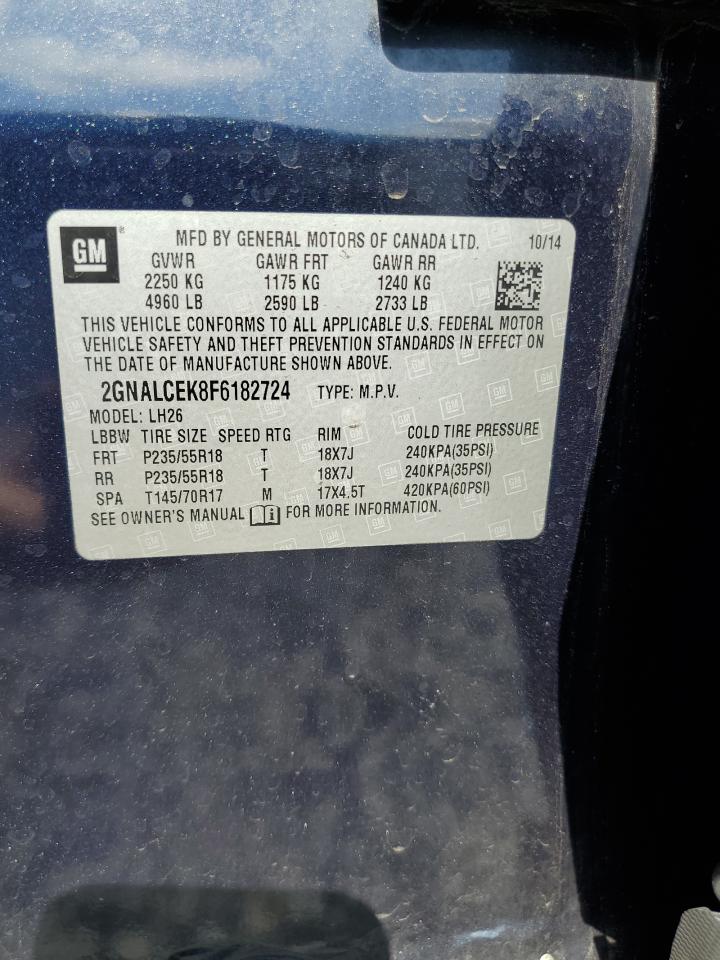 GM
MFD BY GENERAL MOTORS OF CANADA LTD. 10/14
GVWR GAWR FRT GAWR RR
2250 KG 1175 KG 1240 KG
4960 LB 2590 LB 2733 LB
THIS VEHICLE CONFORMS TO ALL APPLICABLE U.S. FEDERAL MOTOR
VEHICLE SAFETY AND THEFT PREVENTION STANDARDS IN EFFECT ON
THE DATE OF MANUFACTURE SHOWN ABOVE.
2GNALCEK8F6182724 TYPE: M.P.V.
MODEL: LH26
LBBW TIRE SIZE SPEED RTG RIM COLD TIRE PRESSURE
FRT P235/55R18 T 18X7J 240KPA(35PSI)
RR P235/55R18 T 18X7J 240KPA(35PSI)
SPA T145/70R17 M 17X4.5T 420KPA(60PSI)
SEE OWNER'S MANUAL FOR MORE INFORMATION.